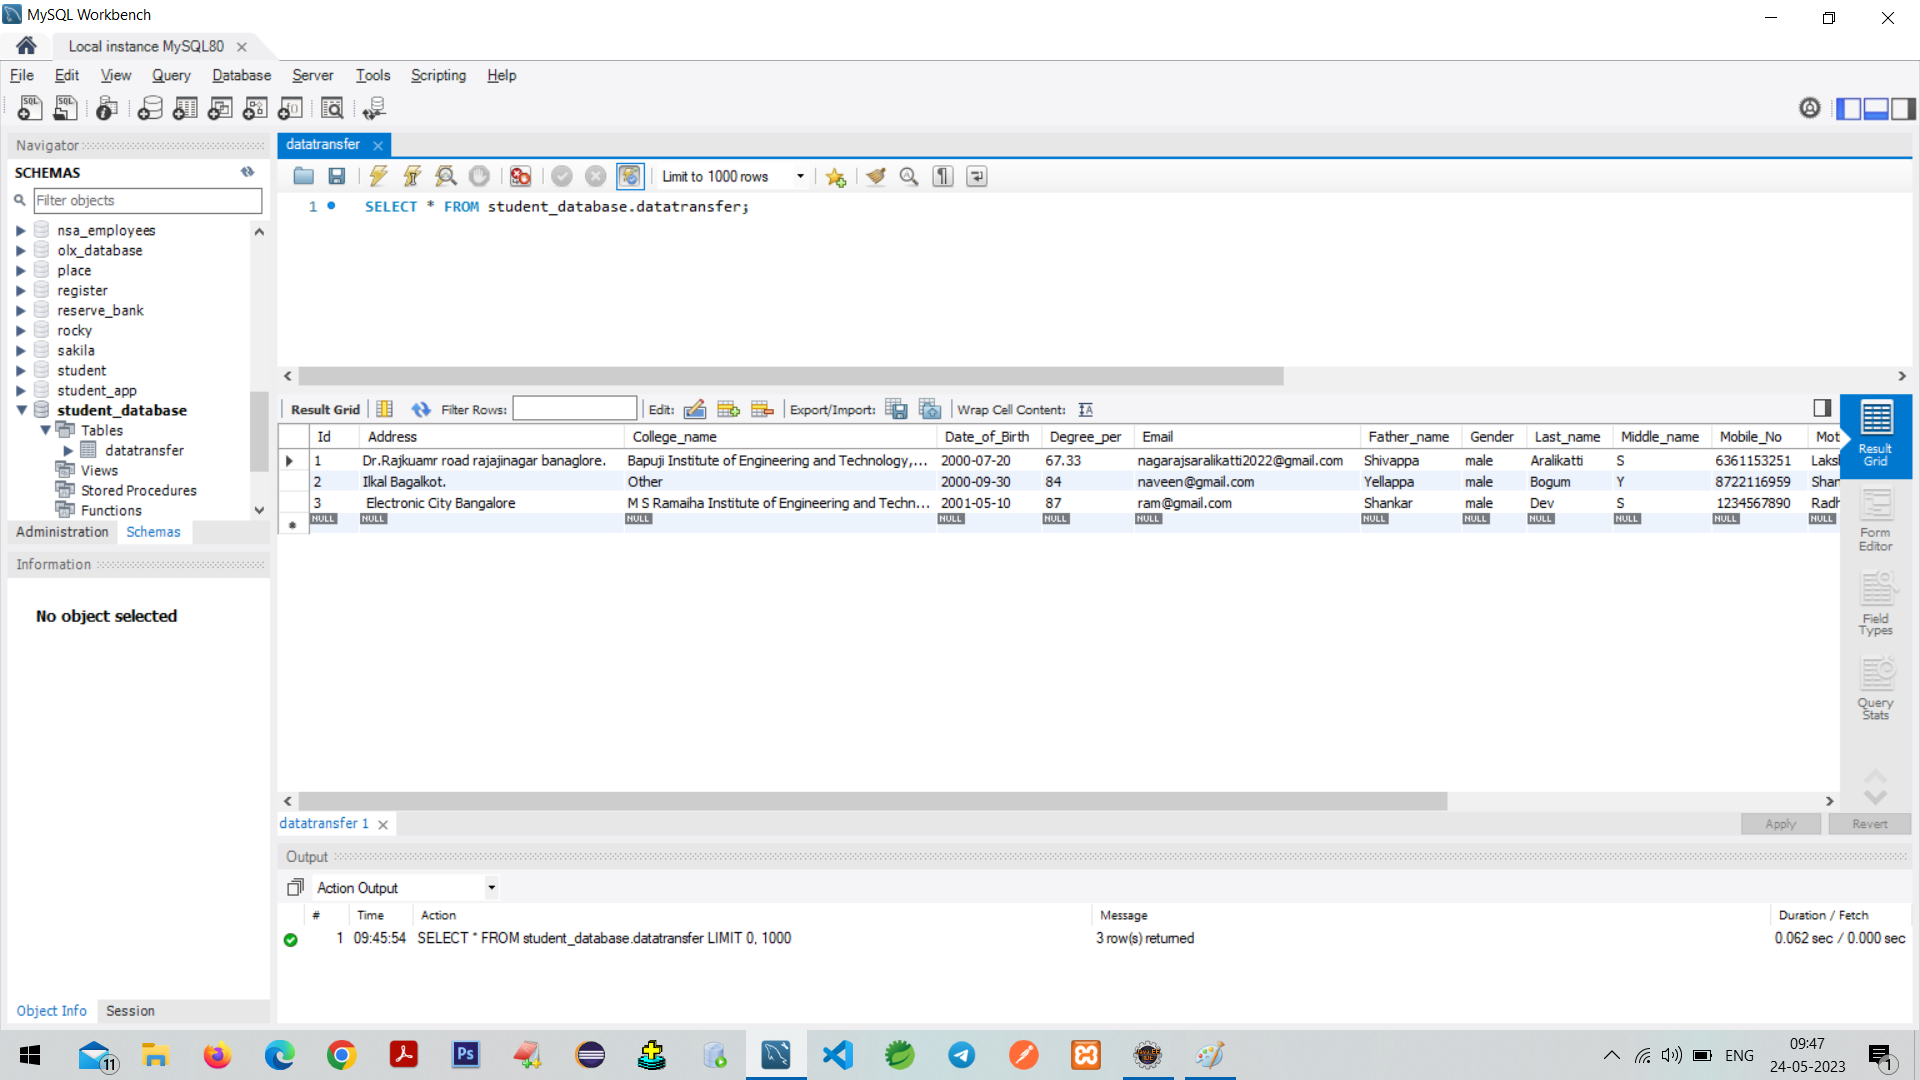 MySQL Workbench
Local instance MySQL80
File Edit View Query Database Server Tools Scripting Help
Navigator
SCHEMAS
Filter objects
nsa_employees
olx_database
place
register
reserve_bank
rocky
sakila
student
student_app
student_database
Tables
datatransfer
Views
Stored Procedures
Functions
Administration Schemas
Information
No object selected
Object Info Session
datatransfer
Limit to 1000 rows
1 SELECT * FROM student_database.datatransfer;
Result Grid Filter Rows: Edit: Export/Import: Wrap Cell Content:
Id Address College_name Date_of_Birth Degree_per Email Father_name Gender Last_name Middle_name Mobile_No Mot
1 Dr.Rajkuamr road rajajinagar banaglore. Bapuji Institute of Engineering and Technology,... 2000-07-20 67.33 nagarajsaralikatti2022@gmail.com Shivappa male Aralikatti S 6361153251 Laksl
2 Ilkal Bagalkot. Other 2000-09-30 84 naveen@gmail.com Yellappa male Bogum Y 8722116959 Shan
3 Electronic City Bangalore M S Ramaiha Institute of Engineering and Techn... 2001-05-10 87 ram@gmail.com Shankar male Dev S 1234567890 Radh
NULL NULL NULL NULL NULL NULL NULL NULL NULL NULL NULL NULL
Result Grid
Form Editor
Field Types
Query Stats
datatransfer 1
Apply Revert
Output
Action Output
# Time Action Message Duration / Fetch
1 09:45:54 SELECT * FROM student_database.datatransfer LIMIT 0, 1000 3 row(s) returned 0.062 sec / 0.000 sec
11
Ps
ENG
09:47
24-05-2023
1